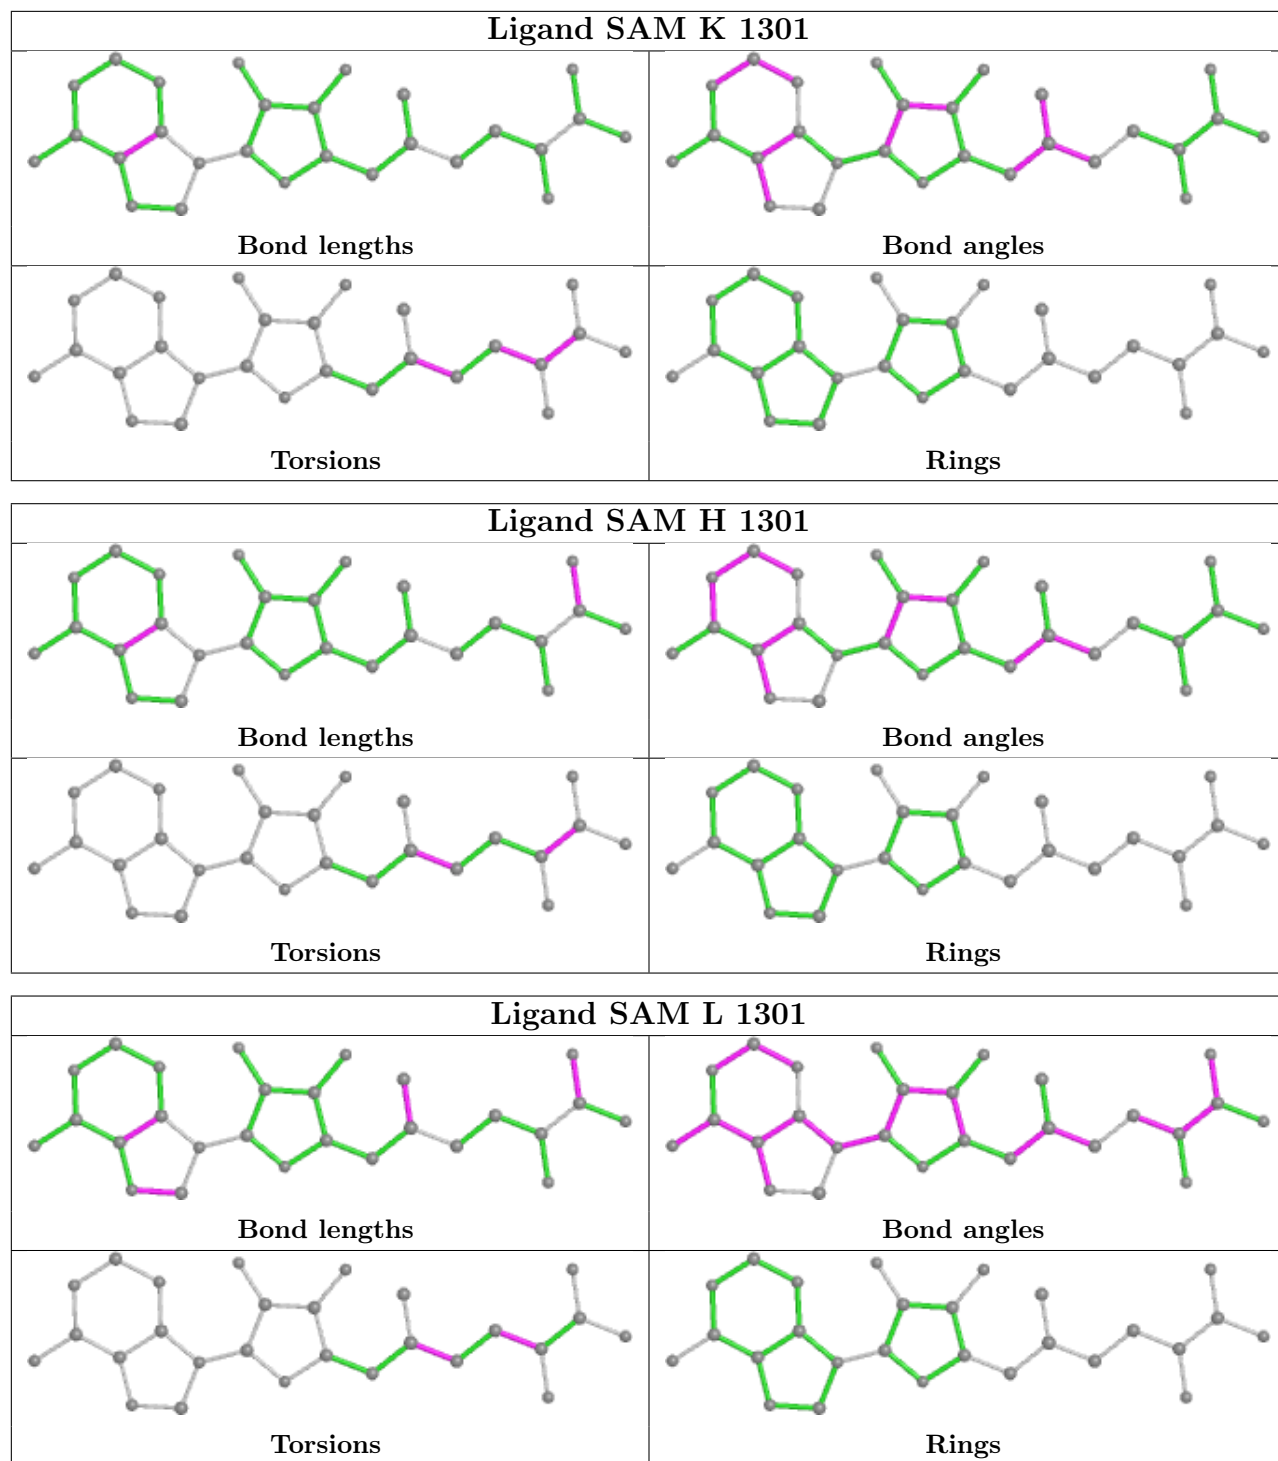 Ligand SAM K 1301
Bond lengths
Bond angles
Torsions
Rings
Ligand SAM H 1301
Bond lengths
Bond angles
Torsions
Rings
Ligand SAM L 1301
Bond lengths
Bond angles
Torsions
Rings